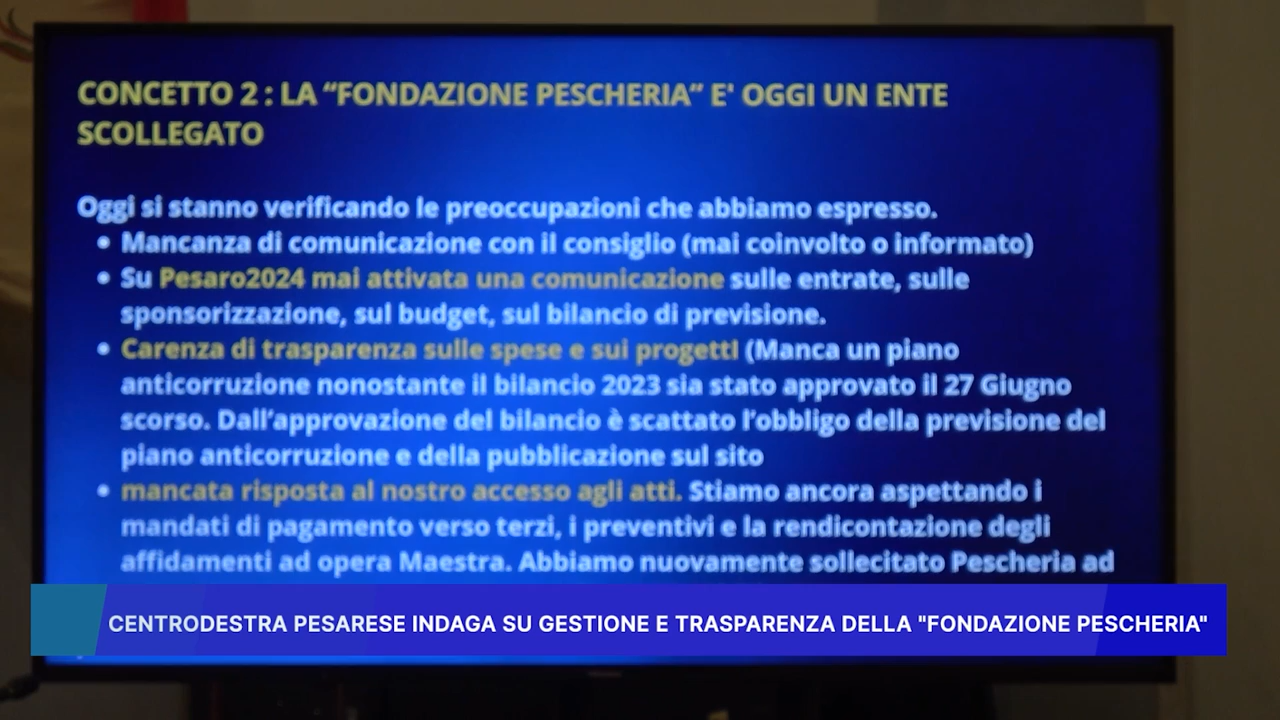 CONCETTO 2 : LA “FONDAZIONE PESCHERIA” E' OGGI UN ENTE
SCOLLEGATO
Oggi si stanno verificando le preoccupazioni che abbiamo espresso.
• Mancanza di comunicazione con il consiglio (mai coinvolto o informato)
• Su Pesaro2024 mai attivata una comunicazione sulle entrate, sulle
sponsorizzazione, sul budget, sul bilancio di previsione.
• Carenza di trasparenza sulle spese e sui progettI (Manca un piano
anticorruzione nonostante il bilancio 2023 sia stato approvato il 27 Giugno
scorso. Dall’approvazione del bilancio è scattato l’obbligo della previsione del
piano anticorruzione e della pubblicazione sul sito
• mancata risposta al nostro accesso agli atti. Stiamo ancora aspettando i
mandati di pagamento verso terzi, i preventivi e la rendicontazione degli
affidamenti ad opera Maestra. Abbiamo nuovamente sollecitato Pescheria ad
CENTRODESTRA PESARESE INDAGA SU GESTIONE E TRASPARENZA DELLA "FONDAZIONE PESCHERIA"